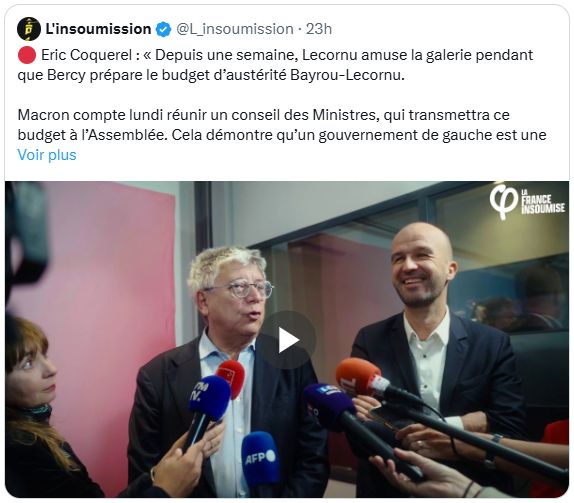 L'insoumission @L_insoumission · 23h
🔴 Eric Coquerel : « Depuis une semaine, Lecornu amuse la galerie pendant
que Bercy prépare le budget d'austérité Bayrou-Lecornu.
Macron compte lundi réunir un conseil des Ministres, qui transmettra ce
budget à l'Assemblée. Cela démontre qu'un gouvernement de gauche est une
Voir plus
LA
FRANCE
INSOUMISE
AFP